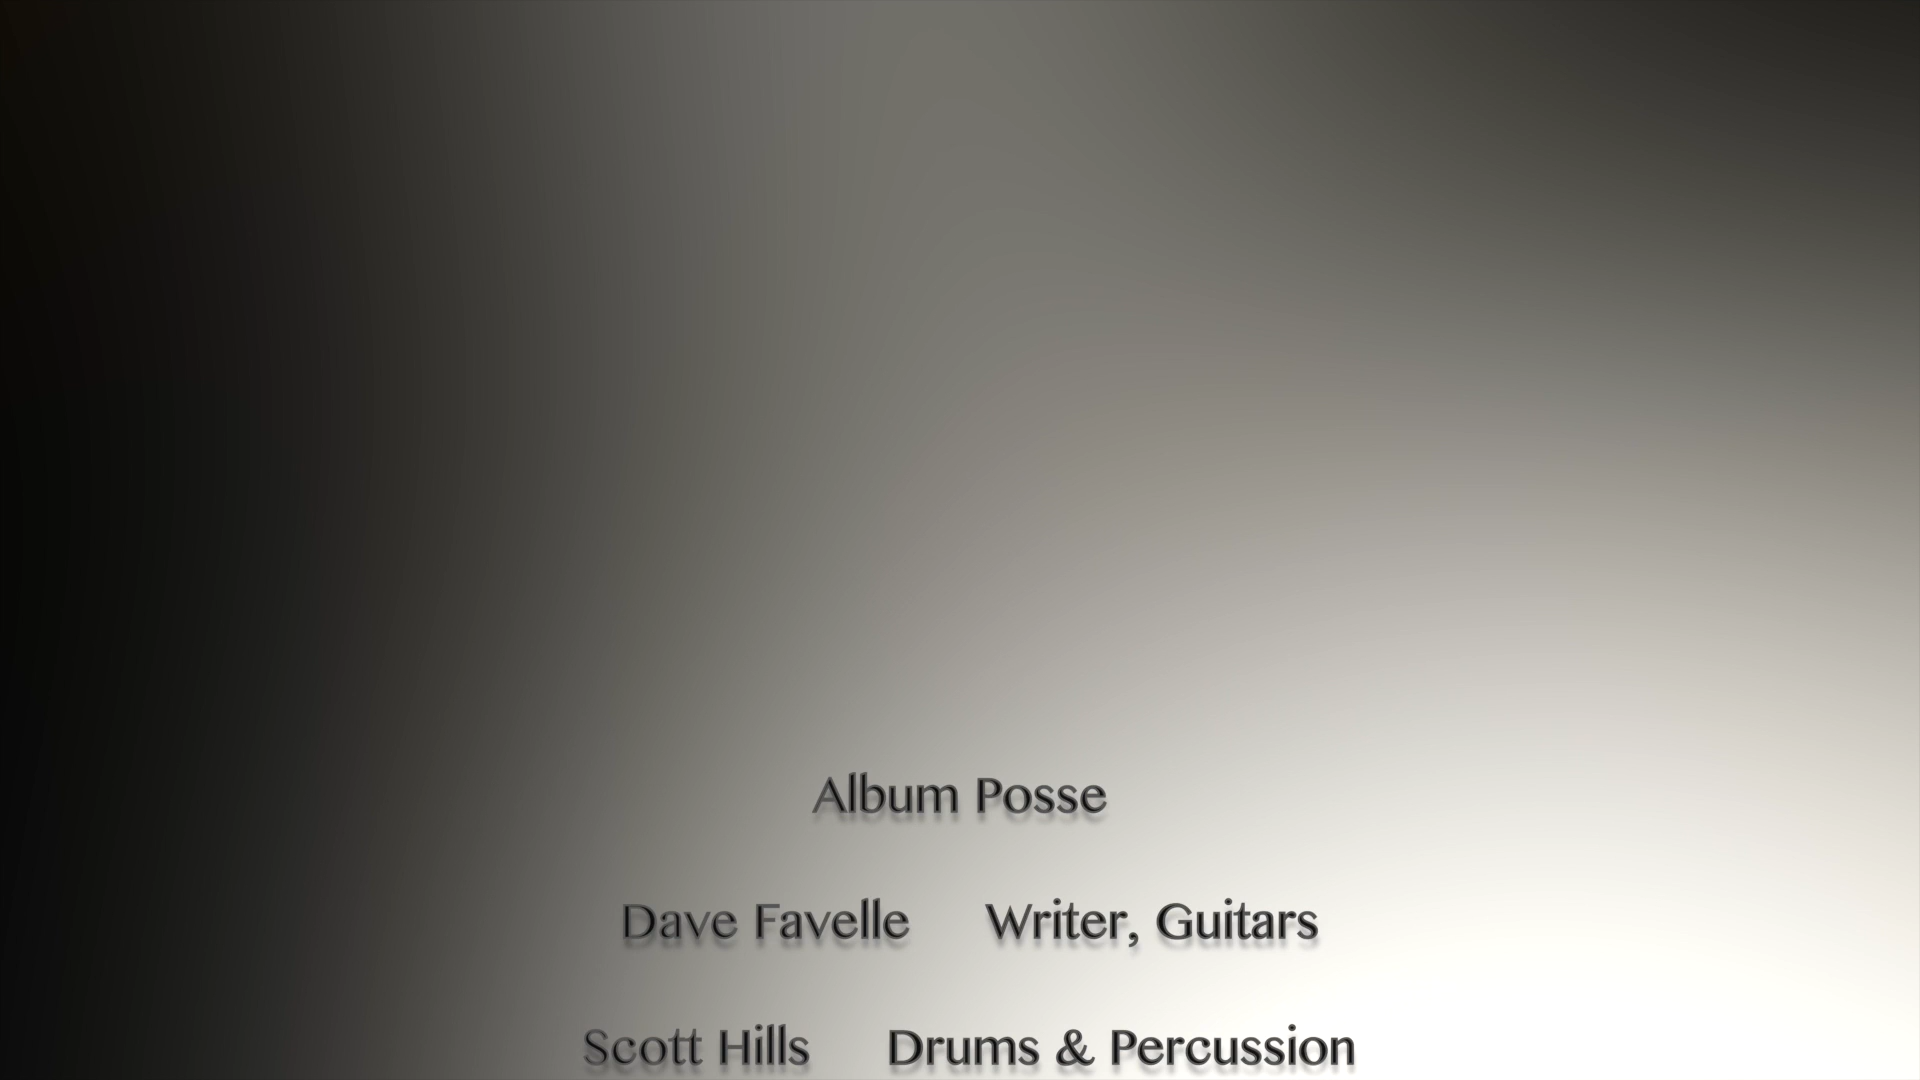 Album Posse
Dave Favelle Writer, Guitars
Scott Hills Drums & Percussion